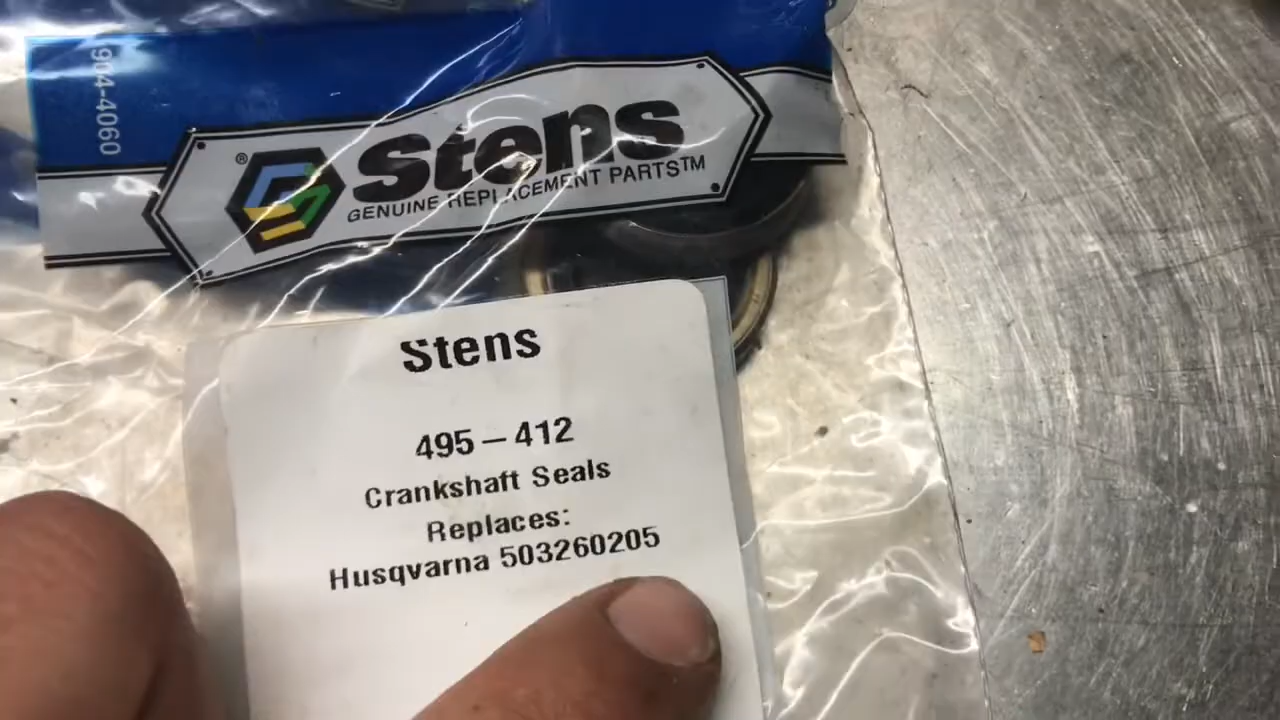 904-4060
® Stens
GENUINE REPLACEMENT PARTS™
Stens
495-412
Crankshaft Seals
Replaces:
Husqvarna 503260205